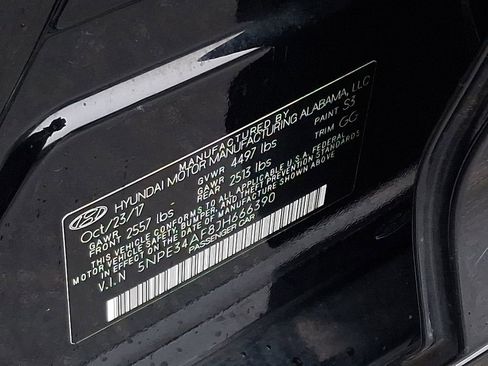 MANUFACTURED BY
HYUNDAI MOTOR MANUFACTURING ALABAMA, LLC
Oct/23/17 GVWR 4497 lbs PAINT S3
GAWR FRONT 2557 lbs GAWR REAR 2513 lbs TRIM GG
THIS VEHICLE CONFORMS TO ALL APPLICABLE U.S.A. FEDERAL
MOTOR VEHICLE SAFETY AND THEFT PREVENTION STANDARDS
IN EFFECT ON THE DATE OF MANUFACTURE SHOWN ABOVE.
V.I.N 5NPE34AF8JH666390
PASSENGER CAR